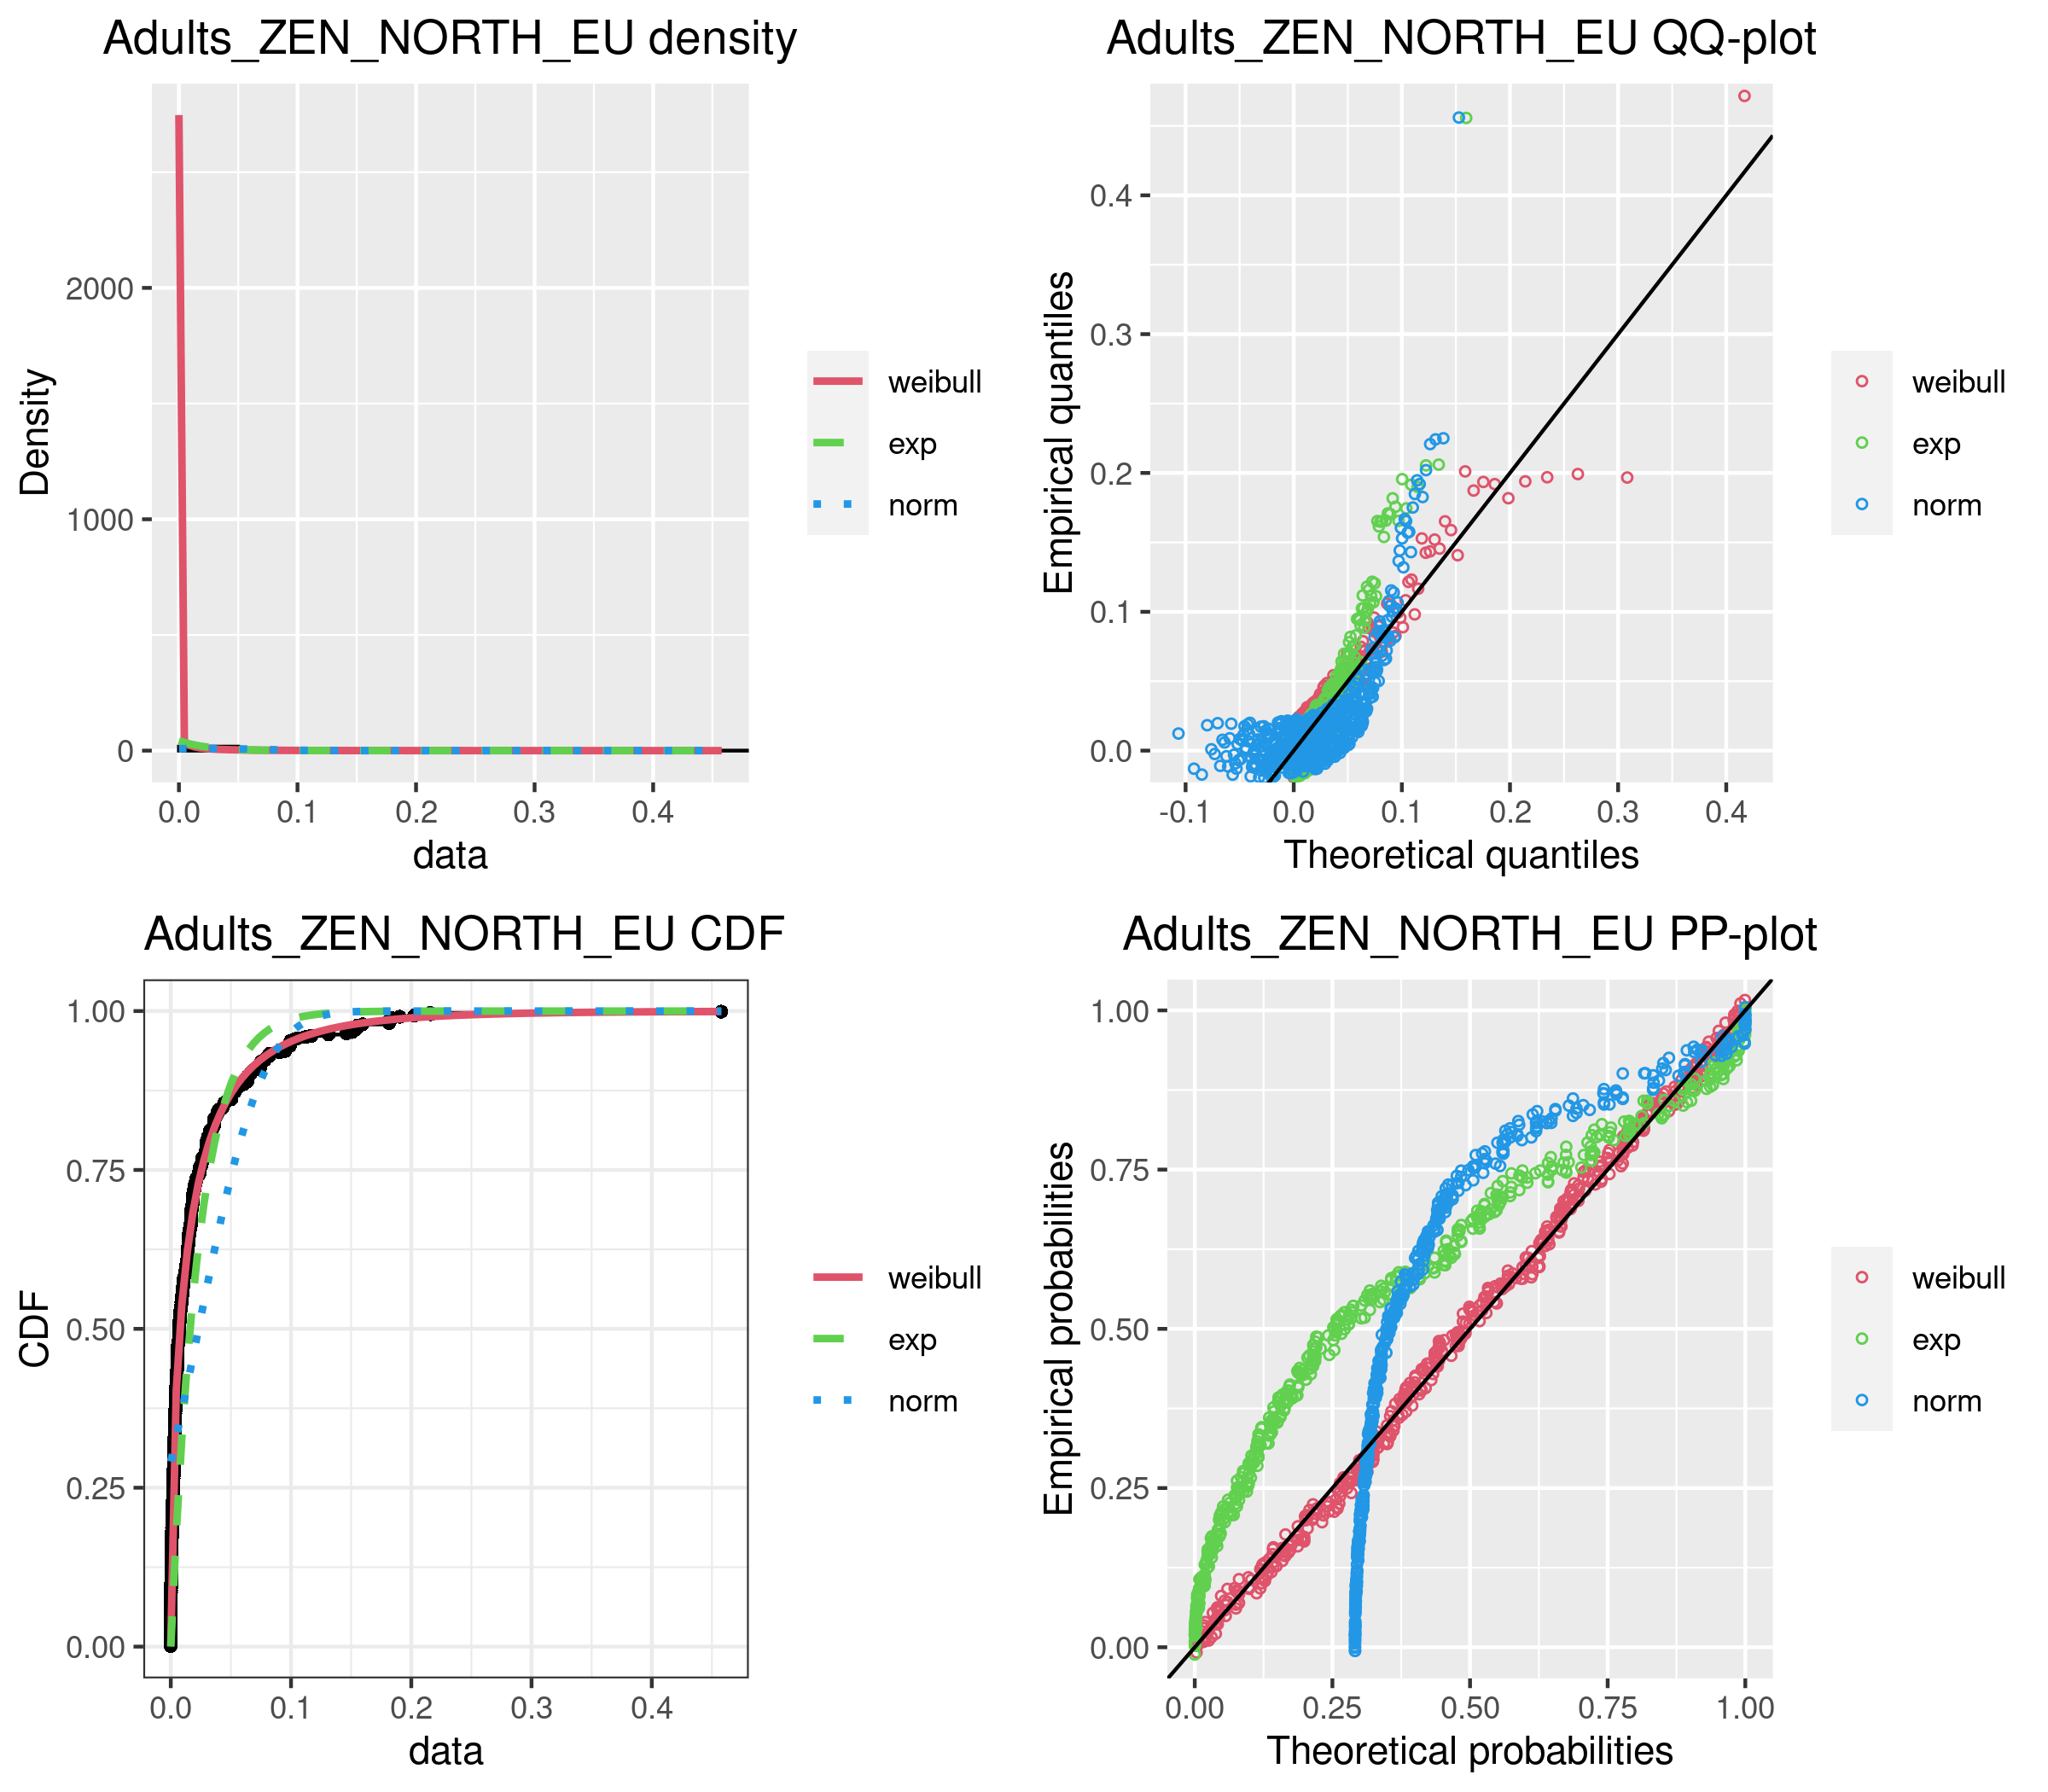 Adults_ZEN_NORTH_EU density
Density
2000
1000
0
0.0 0.1 0.2 0.3 0.4
data
weibull
exp
norm
Adults_ZEN_NORTH_EU QQ-plot
Empirical quantiles
0.4
0.3
0.2
0.1
0.0
-0.1 0.0 0.1 0.2 0.3 0.4
Theoretical quantiles
weibull
exp
norm
Adults_ZEN_NORTH_EU CDF
CDF
1.00
0.75
0.50
0.25
0.00
0.0 0.1 0.2 0.3 0.4
data
weibull
exp
norm
Adults_ZEN_NORTH_EU PP-plot
Empirical probabilities
1.00
0.75
0.50
0.25
0.00
0.00 0.25 0.50 0.75 1.00
Theoretical probabilities
weibull
exp
norm